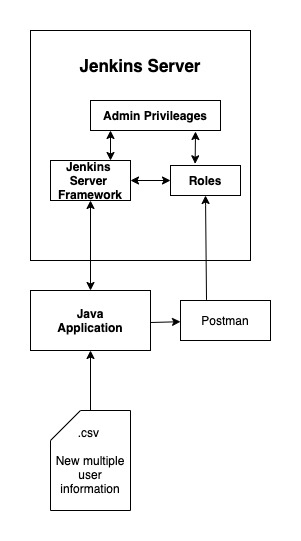 Jenkins Server
Admin Privileages
Jenkins
Server
Framework
Roles
Java
Application
Postman
.csv
New multiple
user
information